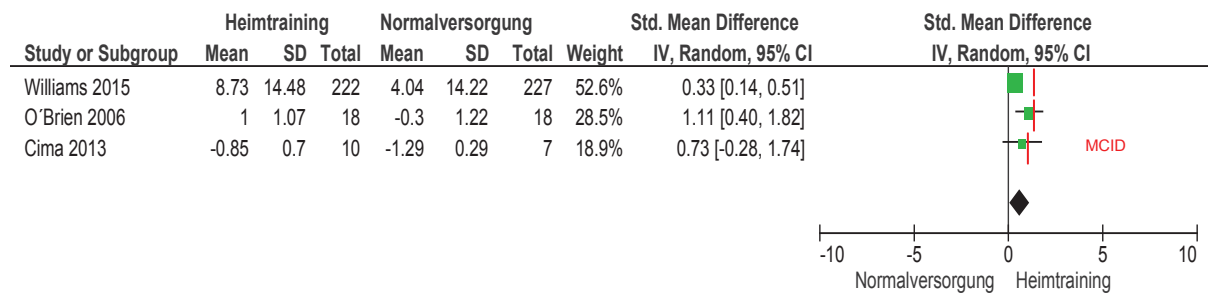 Heimtraining Normalversorgung Std. Mean Difference Std. Mean Difference
Study or Subgroup Mean SD Total Mean SD Total Weight IV, Random, 95% CI IV, Random, 95% CI
Williams 2015 8.73 14.48 222 4.04 14.22 227 52.6% 0.33 [0.14, 0.51]
O´Brien 2006 1 1.07 18 -0.3 1.22 18 28.5% 1.11 [0.40, 1.82]
Cima 2013 -0.85 0.7 10 -1.29 0.29 7 18.9% 0.73 [-0.28, 1.74] MCID
-10 -5 0 5 10
Normalversorgung Heimtraining